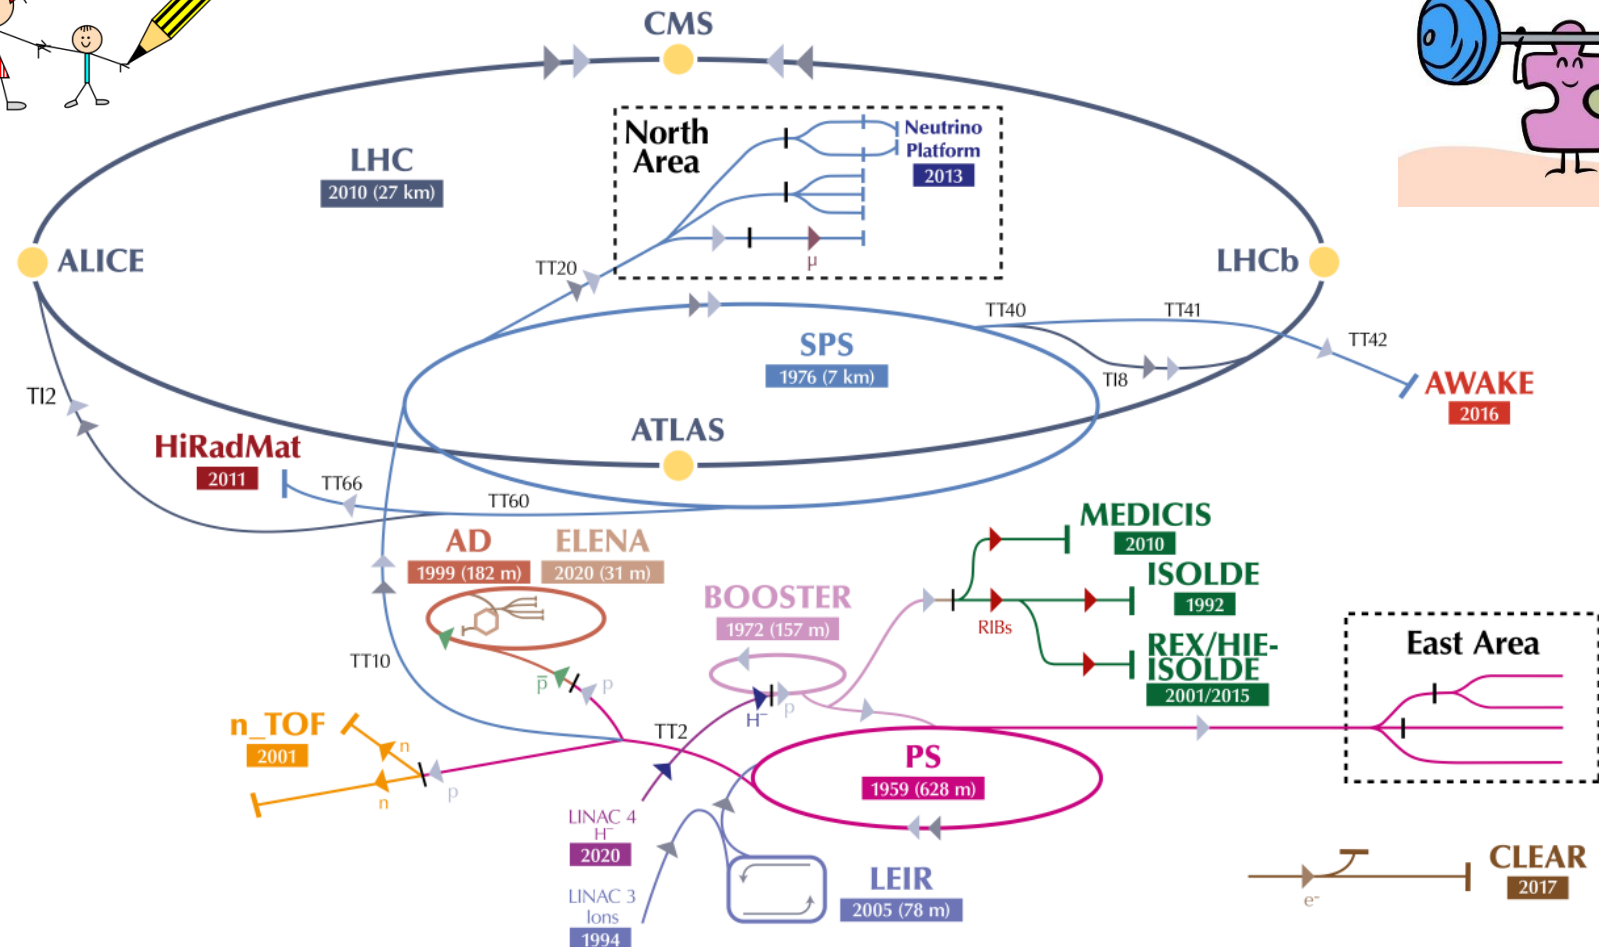 CMS
North
Area
Neutrino
Platform
2013
LHC
2010 (27 km)
μ
ALICE
LHCb
TT20
TT40
TT41
TT42
SPS
1976 (7 km)
TI8
AWAKE
2016
TI2
ATLAS
HiRadMat
2011
TT66
TT60
MEDICIS
2010
AD
1999 (182 m)
ELENA
2020 (31 m)
ISOLDE
1992
BOOSTER
1972 (157 m)
RIBs
REX/HIE-
ISOLDE
2001/2015
East Area
TT10
p̅
p
H⁻
p
n_TOF
2001
n
n
p
TT2
PS
1959 (628 m)
LINAC 4
H⁻
2020
LINAC 3
Ions
1994
LEIR
2005 (78 m)
CLEAR
2017
e⁻